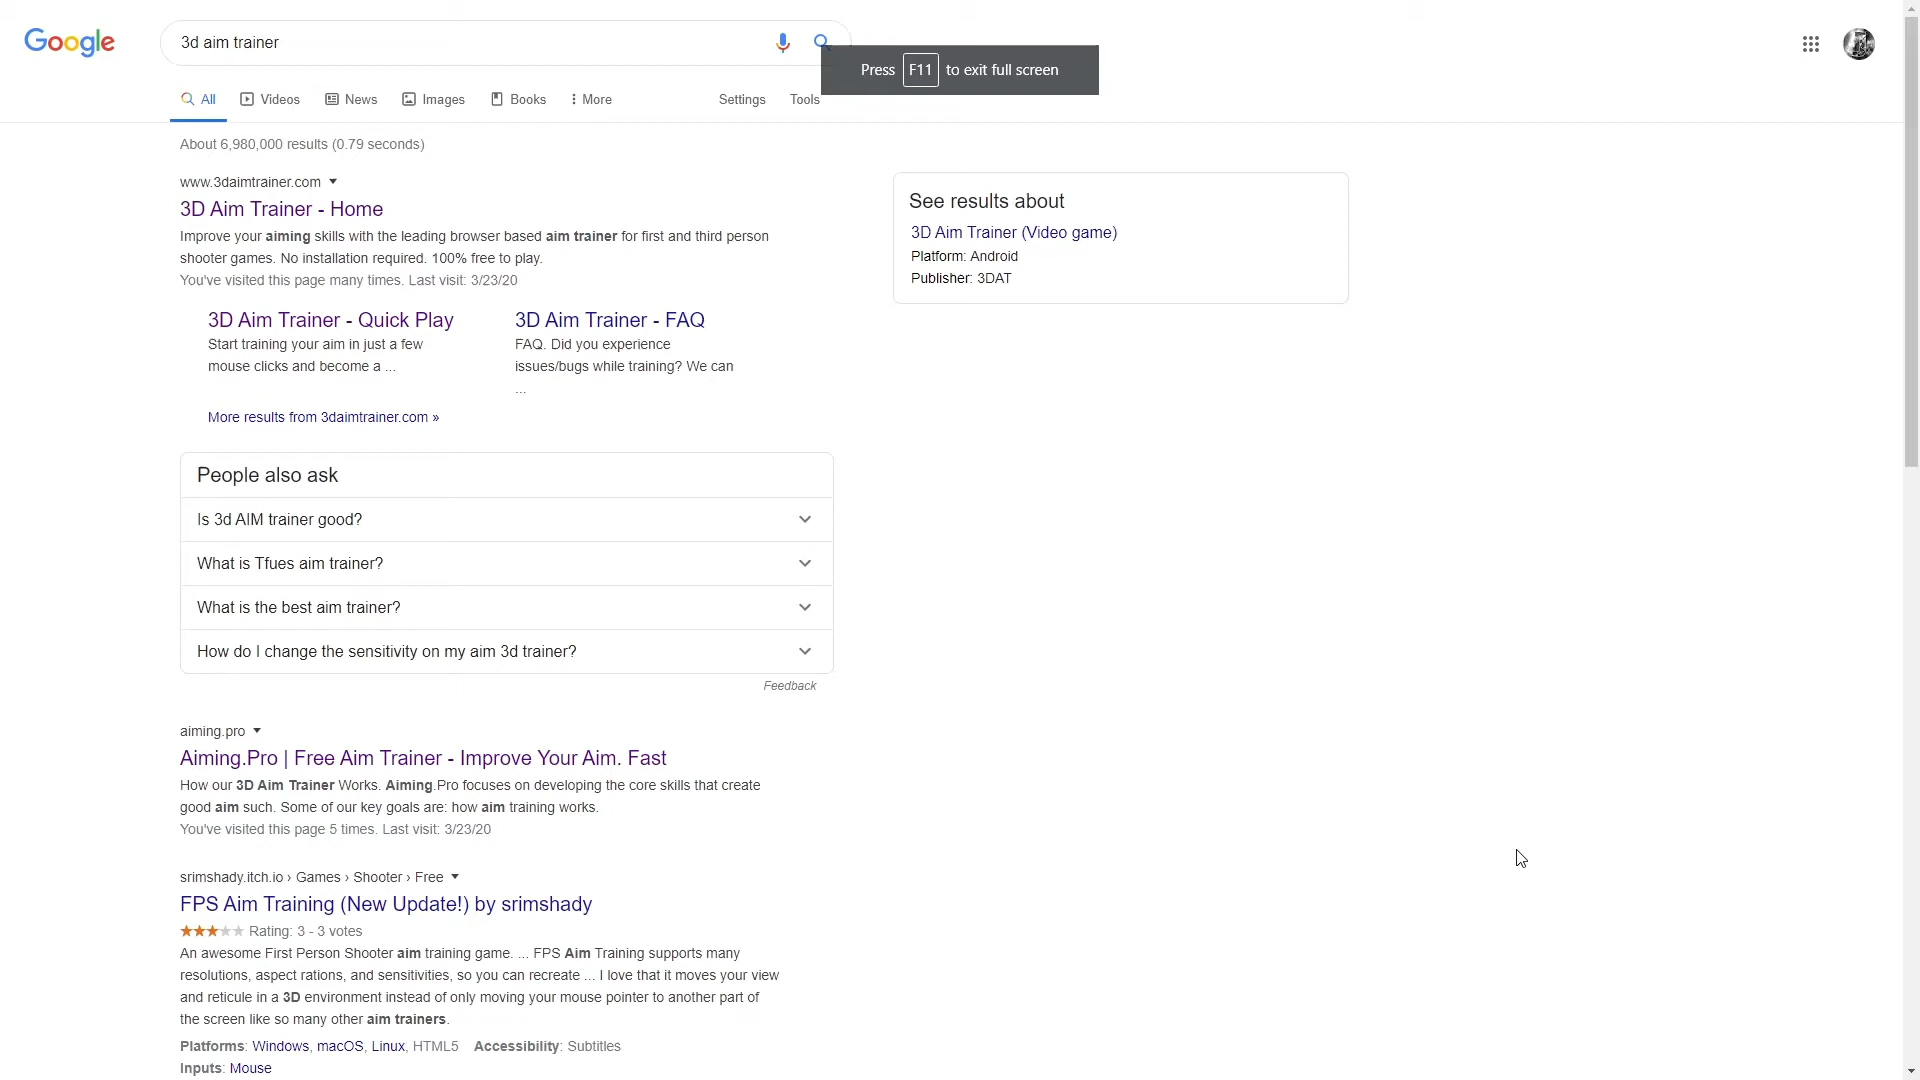 Google
3d aim trainer
Press F11 to exit full screen
All
Videos
News
Images
Books
More
Settings
Tools
About 6,980,000 results (0.79 seconds)
www.3daimtrainer.com
3D Aim Trainer - Home
Improve your aiming skills with the leading browser based aim trainer for first and third person
shooter games. No installation required. 100% free to play.
You've visited this page many times. Last visit: 3/23/20
3D Aim Trainer - Quick Play
Start training your aim in just a few
mouse clicks and become a ...
3D Aim Trainer - FAQ
FAQ. Did you experience
issues/bugs while training? We can
...
More results from 3daimtrainer.com »
See results about
3D Aim Trainer (Video game)
Platform: Android
Publisher: 3DAT
People also ask
Is 3d AIM trainer good?
What is Tfues aim trainer?
What is the best aim trainer?
How do I change the sensitivity on my aim 3d trainer?
Feedback
aiming.pro
Aiming.Pro | Free Aim Trainer - Improve Your Aim. Fast
How our 3D Aim Trainer Works. Aiming.Pro focuses on developing the core skills that create
good aim such. Some of our key goals are: how aim training works.
You've visited this page 5 times. Last visit: 3/23/20
srimshady.itch.io › Games › Shooter › Free
FPS Aim Training (New Update!) by srimshady
Rating: 3 - 3 votes
An awesome First Person Shooter aim training game. ... FPS Aim Training supports many
resolutions, aspect rations, and sensitivities, so you can recreate ... I love that it moves your view
and reticule in a 3D environment instead of only moving your mouse pointer to another part of
the screen like so many other aim trainers.
Platforms: Windows, macOS, Linux, HTML5 Accessibility: Subtitles
Inputs: Mouse